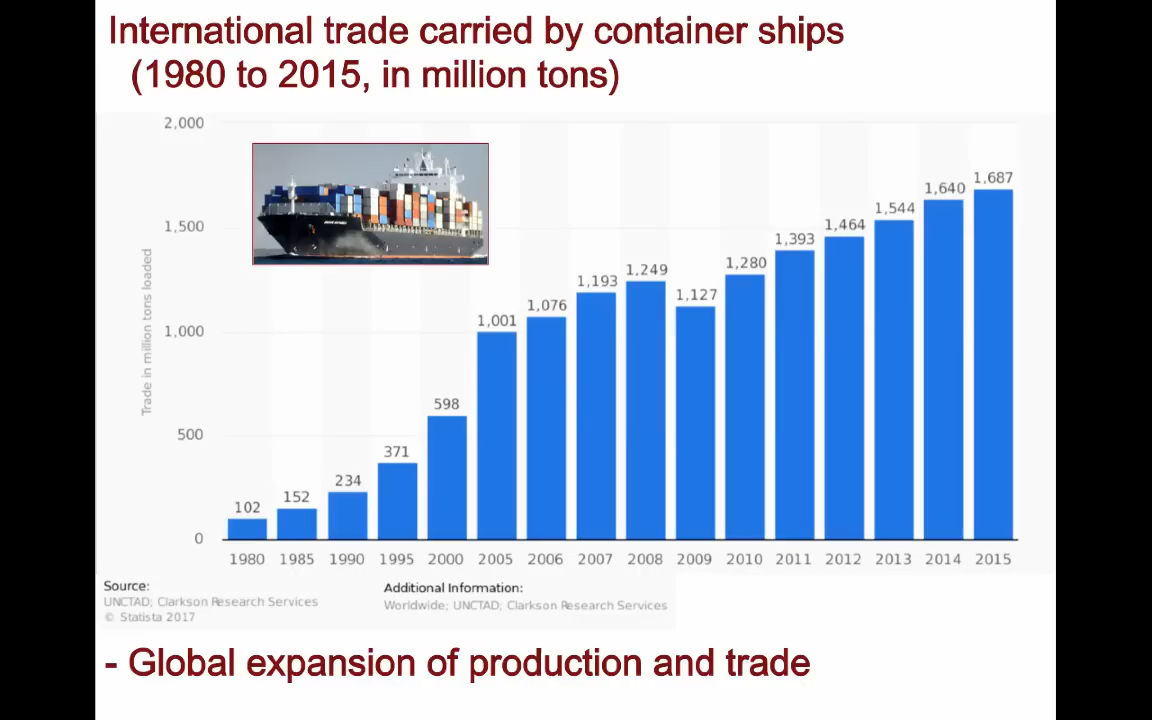 International trade carried by container ships
(1980 to 2015, in million tons)
2,000
1,500
1,000
500
0
Trade in million tons loaded
102
152
234
371
598
1,001
1,076
1,193
1,249
1,127
1,280
1,393
1,464
1,544
1,640
1,687
1980 1985 1990 1995 2000 2005 2006 2007 2008 2009 2010 2011 2012 2013 2014 2015
Source:
UNCTAD; Clarkson Research Services
© Statista 2017
Additional Information:
Worldwide; UNCTAD; Clarkson Research Services
- Global expansion of production and trade